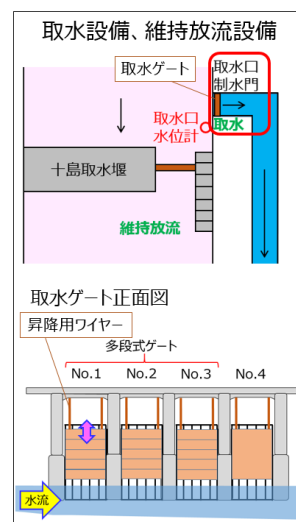 取水設備、維持放流設備
取水ゲート
取水口
制水門
取水口
水位計
取水
十島取水堰
維持放流
取水ゲート正面図
昇降用ワイヤー
多段式ゲート
No.1 No.2 No.3 No.4
水流